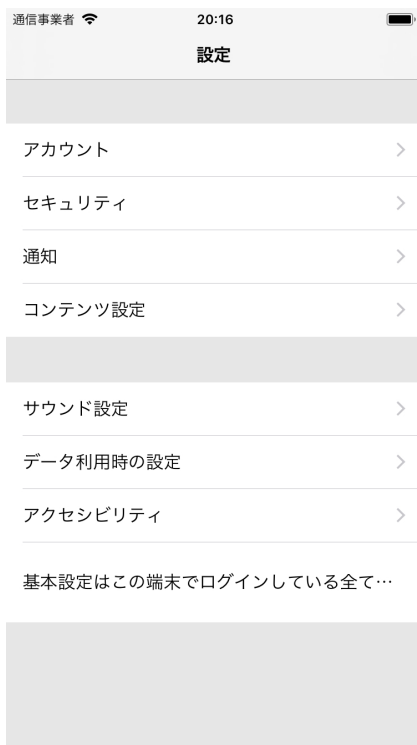 通信事業者 20:16
設定
アカウント
セキュリティ
通知
コンテンツ設定
サウンド設定
データ利用時の設定
アクセシビリティ
基本設定はこの端末でログインしている全て…